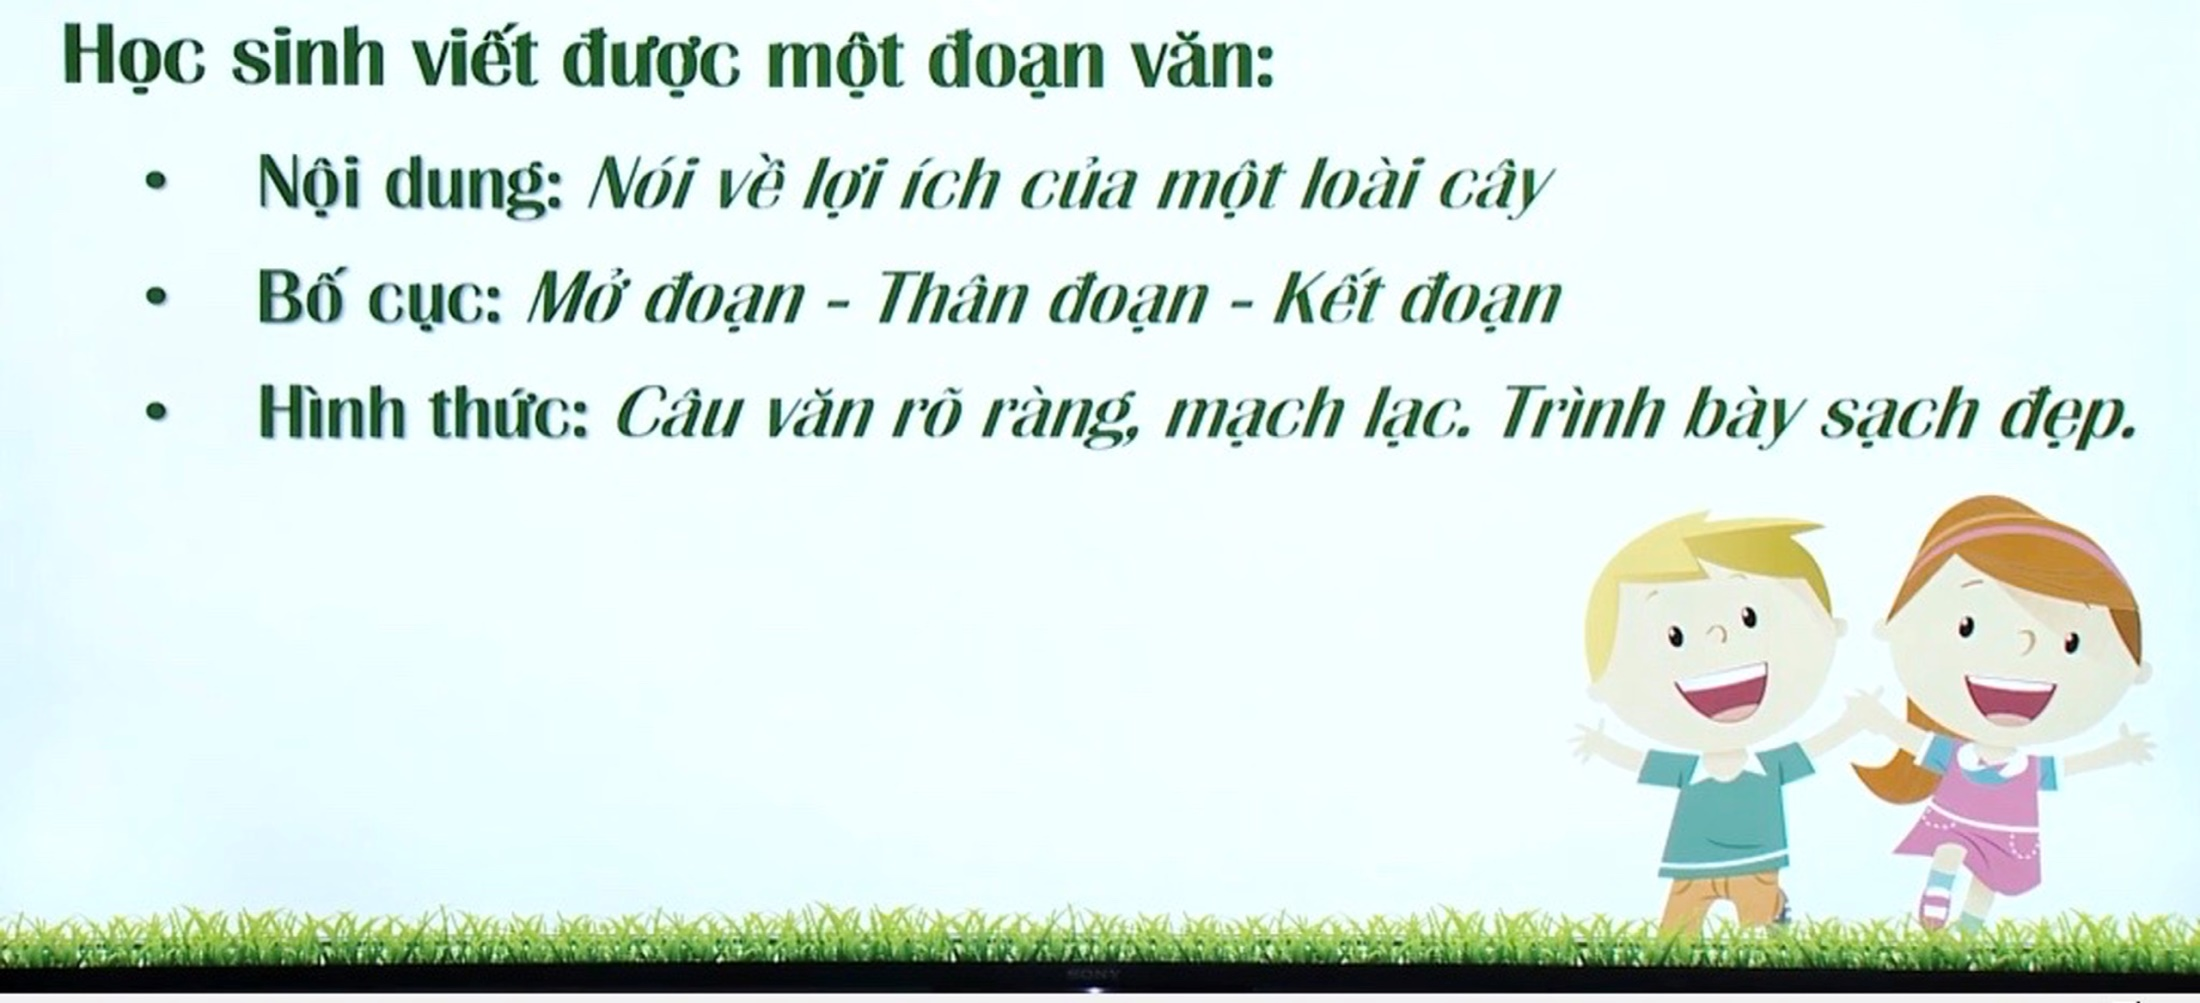 Học sinh viết được một đoạn văn:
• Nội dung: Nói về lợi ích của một loài cây
• Bố cục: Mở đoạn - Thân đoạn - Kết đoạn
• Hình thức: Câu văn rõ ràng, mạch lạc. Trình bày sạch đẹp.
SONY